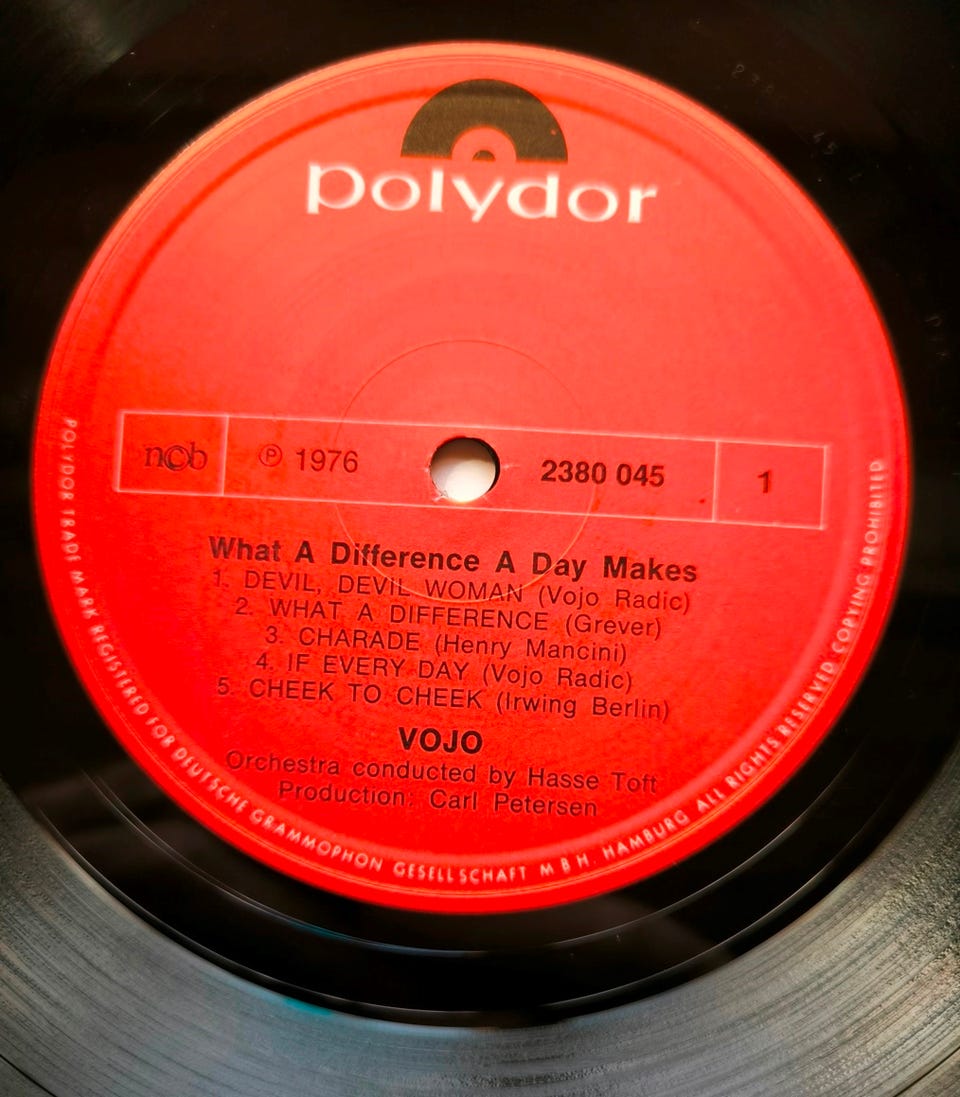 polydor
ncb ℗ 1976 2380 045 1
What A Difference A Day Makes
1. DEVIL, DEVIL WOMAN (Vojo Radic)
2. WHAT A DIFFERENCE (Grever)
3. CHARADE (Henry Mancini)
4. IF EVERY DAY (Vojo Radic)
5. CHEEK TO CHEEK (Irwing Berlin)
VOJO
Orchestra conducted by Hasse Toft
Production: Carl Petersen
POLYDOR TRADE MARK REGISTERED FOR DEUTSCHE GRAMMOPHON GESELLSCHAFT M B H. HAMBURG ALL RIGHTS RESERVED. COPYING PROHIBITED